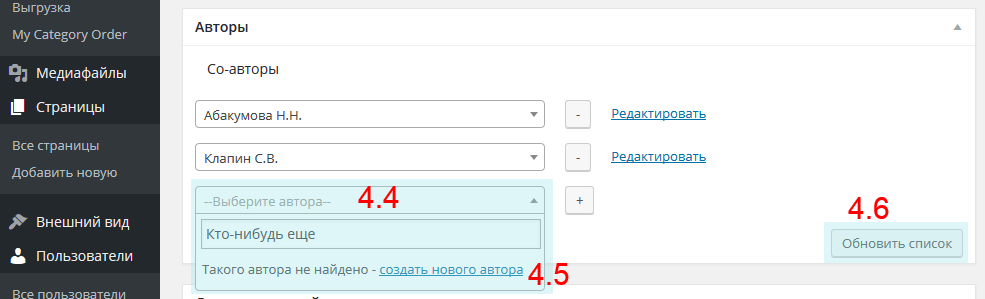 Выгрузка
My Category Order
Медиафайлы
Страницы
Все страницы
Добавить новую
Внешний вид
Пользователи
Все пользователи
Авторы
Со-авторы
Абакумова Н.Н. - Редактировать
Клапин С.В. - Редактировать
--Выберите автора-- 4.4 +
Кто-нибудь еще
Такого автора не найдено - создать нового автора 4.5
4.6
Обновить список